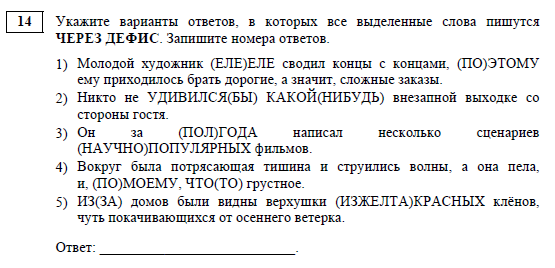 14 Укажите варианты ответов, в которых все выделенные слова пишутся
ЧЕРЕЗ ДЕФИС. Запишите номера ответов.
1) Молодой художник (ЕЛЕ)ЕЛЕ сводил концы с концами, (ПО)ЭТОМУ
ему приходилось брать дорогие, а значит, сложные заказы.
2) Никто не УДИВИЛСЯ(БЫ) КАКОЙ(НИБУДЬ) внезапной выходке со
стороны гостя.
3) Он за (ПОЛ)ГОДА написал несколько сценариев
(НАУЧНО)ПОПУЛЯРНЫХ фильмов.
4) Вокруг была потрясающая тишина и струились волны, а она пела,
и, (ПО)МОЕМУ, ЧТО(ТО) грустное.
5) ИЗ(ЗА) домов были видны верхушки (ИЗЖЕЛТА)КРАСНЫХ клёнов,
чуть покачивающихся от осеннего ветерка.
Ответ: ___________________________.